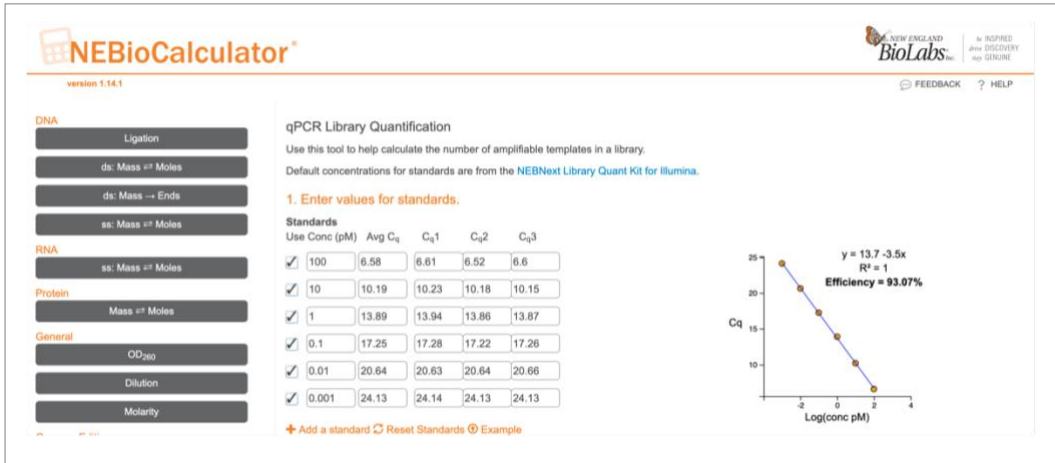 NEBioCalculator®
NEW ENGLAND
BioLabs Inc.
be INSPIRED
drive DISCOVERY
stay GENUINE
version 1.14.1
FEEDBACK ? HELP
DNA
Ligation
ds: Mass ⇌ Moles
ds: Mass → Ends
ss: Mass ⇌ Moles
RNA
ss: Mass ⇌ Moles
Protein
Mass ⇌ Moles
General
OD260
Dilution
Molarity
qPCR Library Quantification
Use this tool to help calculate the number of amplifiable templates in a library.
Default concentrations for standards are from the NEBNext Library Quant Kit for Illumina.
1. Enter values for standards.
Standards
Use Conc (pM) Avg Cq Cq1 Cq2 Cq3
100 6.58 6.61 6.52 6.6
10 10.19 10.23 10.18 10.15
1 13.89 13.94 13.86 13.87
0.1 17.25 17.28 17.22 17.26
0.01 20.64 20.63 20.64 20.66
0.001 24.13 24.14 24.13 24.13
Add a standard Reset Standards Example
y = 13.7 -3.5x
R² = 1
Efficiency = 93.07%
25
20
15
10
Cq
-2 0 2 4
Log(conc pM)